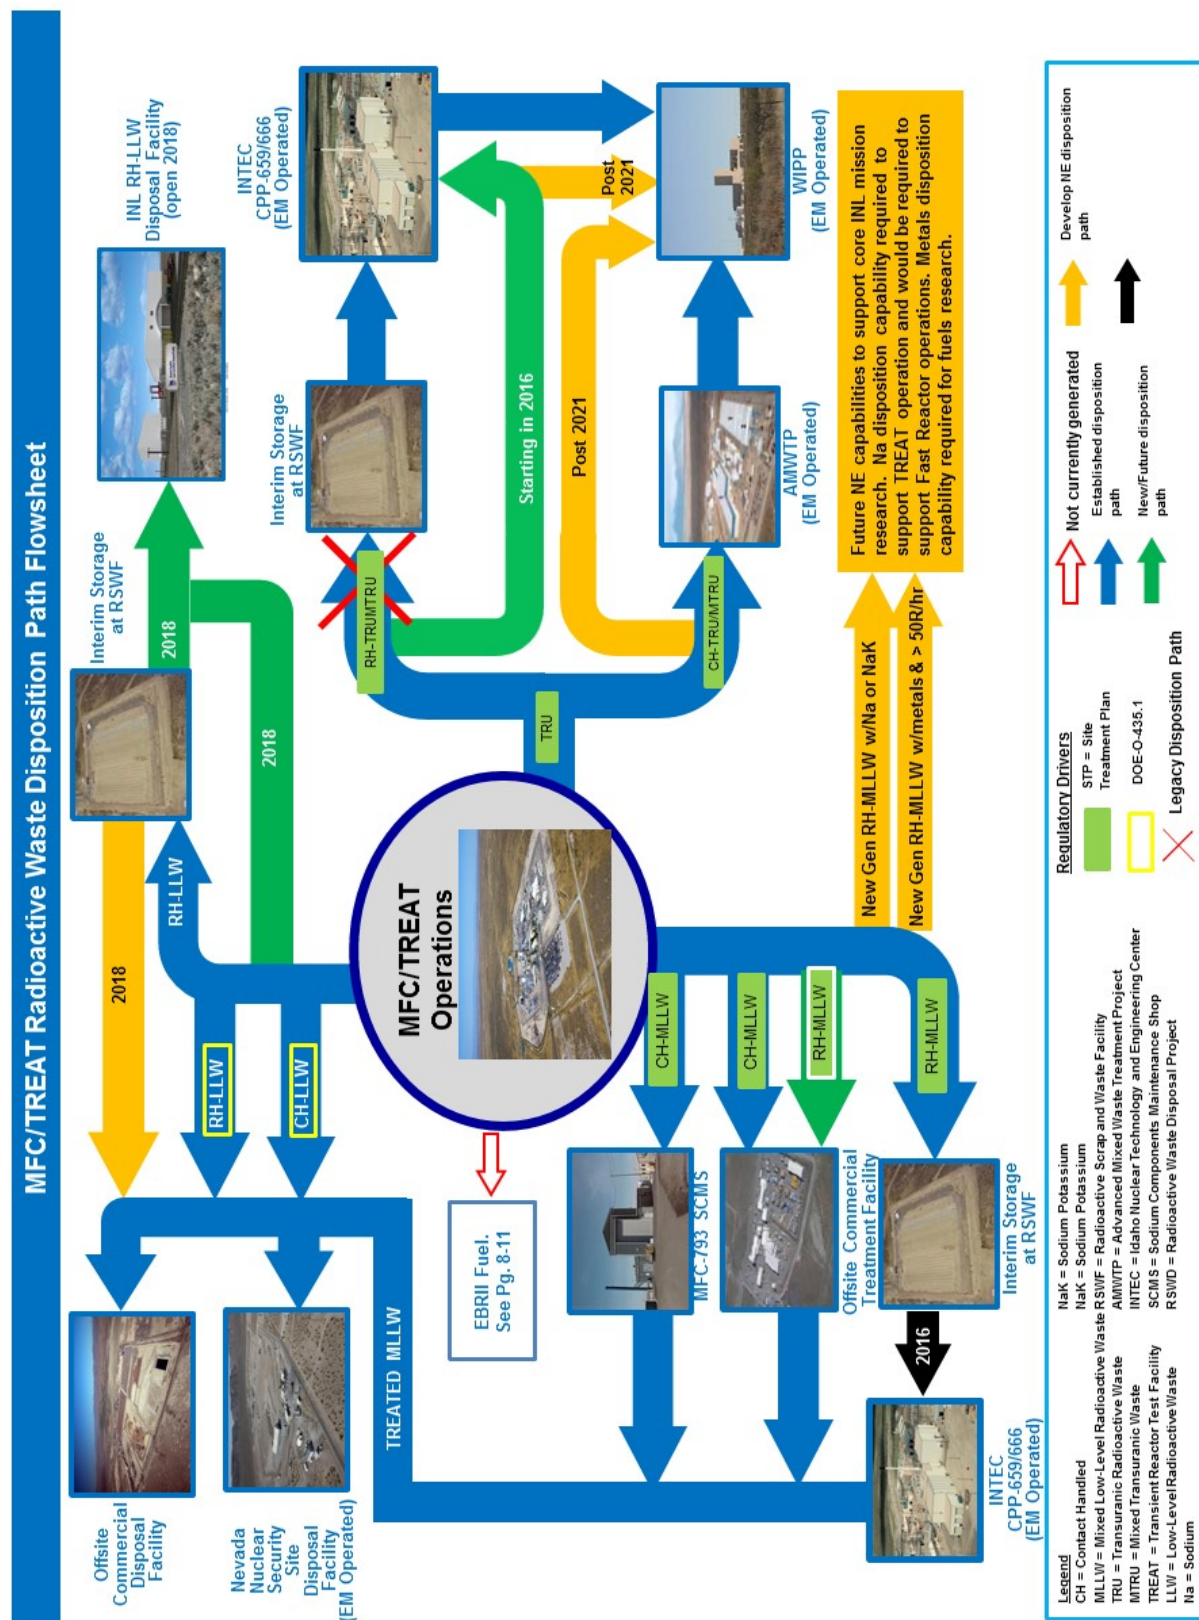 MFC/TREAT Radioactive Waste Disposition Path Flowsheet
Offsite
Commercial
Disposal
Facility
2018
Interim Storage
at RSWF
2018
INL RH-LLW
Disposal Facility
(open 2018)
RH-LLW
RH-LLW
CH-LLW
2018
Nevada
Nuclear
Security
Site
Disposal
Facility
(EM Operated)
TREATED MLLW
EBRII Fuel.
See Pg. 8-11
MFC/TREAT
Operations
TRU
RH-TRUMTRU
Interim Storage
at RSWF
INTEC
CPP-659/666
(EM Operated)
Starting in 2016
Post
2021
Post 2021
CH-TRU/MTRU
AMWTP
(EM Operated)
WIPP
(EM Operated)
CH-MLLW
MFC-793 SCMS
CH-MLLW
RH-MLLW
Offsite Commercial
Treatment Facility
RH-MLLW
Interim Storage
at RSWF
2016
INTEC
CPP-659/666
(EM Operated)
New Gen RH-MLLW w/Na or NaK
New Gen RH-MLLW w/metals & > 50R/hr
Future NE capabilities to support core INL mission
research. Na disposition capability required to
support TREAT operation and would be required to
support Fast Reactor operations. Metals disposition
capability required for fuels research.
Legend
CH = Contact Handled
MLLW = Mixed Low-Level Radioactive Waste
TRU = Transuranic Radioactive Waste
MTRU = Mixed Transuranic Waste
TREAT = Transient Reactor Test Facility
LLW = Low-Level Radioactive Waste
Na = Sodium
NaK = Sodium Potassium
NaK = Sodium Potassium
RSWF = Radioactive Scrap and Waste Facility
AMWTP = Advanced Mixed Waste Treatment Project
INTEC = Idaho Nuclear Technology and Engineering Center
SCMS = Sodium Components Maintenance Shop
RSWD = Radioactive Waste Disposal Project
Regulatory Drivers
STP = Site
Treatment Plan
DOE-O-435.1
Legacy Disposition Path
Not currently generated
Established disposition
path
New/Future disposition
path
Develop NE disposition
path